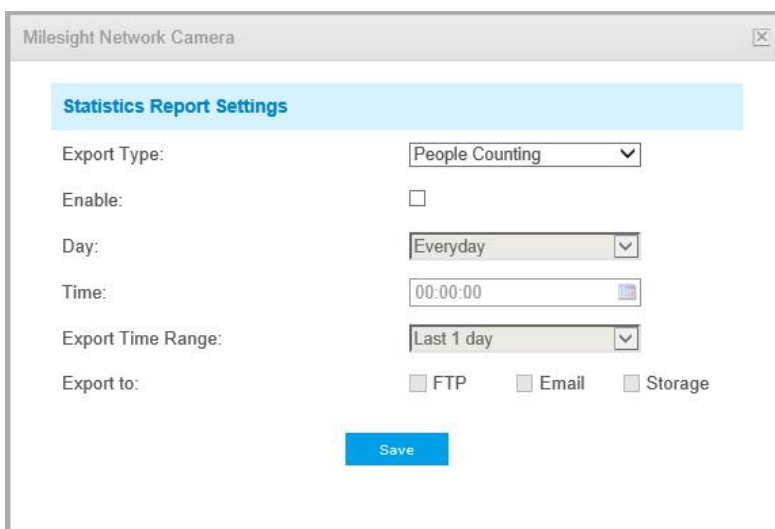 Milesight Network Camera
Statistics Report Settings
Export Type: People Counting
Enable:
Day: Everyday
Time: 00:00:00
Export Time Range: Last 1 day
Export to: FTP Email Storage
Save